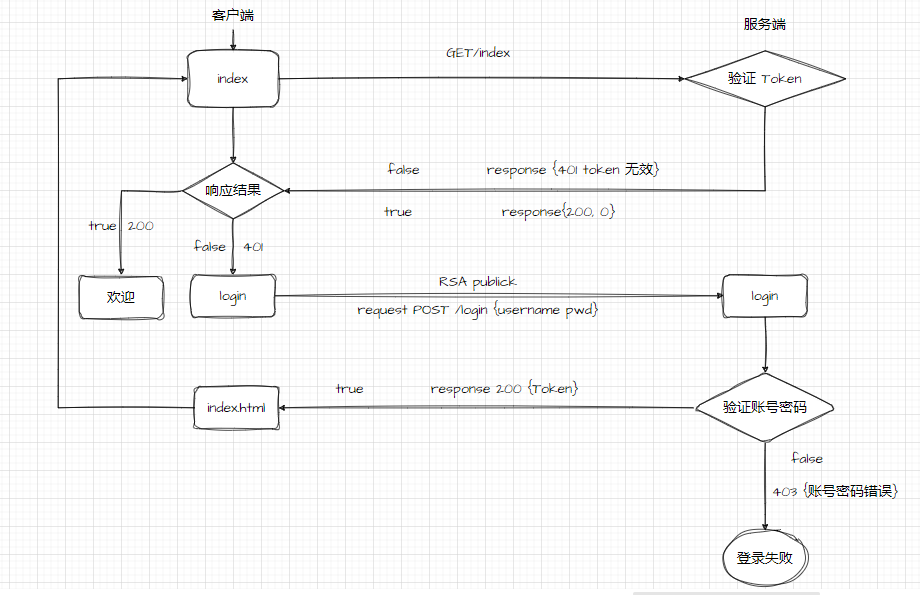 客户端
服务端
GET/index
index
验证 Token
false response {401 token 无效}
响应结果
true response{200, 0}
true 200
false 401
RSA publick
欢迎
login
login
request POST /login {username pwd}
true response 200 {Token}
index.html
验证账号密码
false
403 {账号密码错误}
登录失败